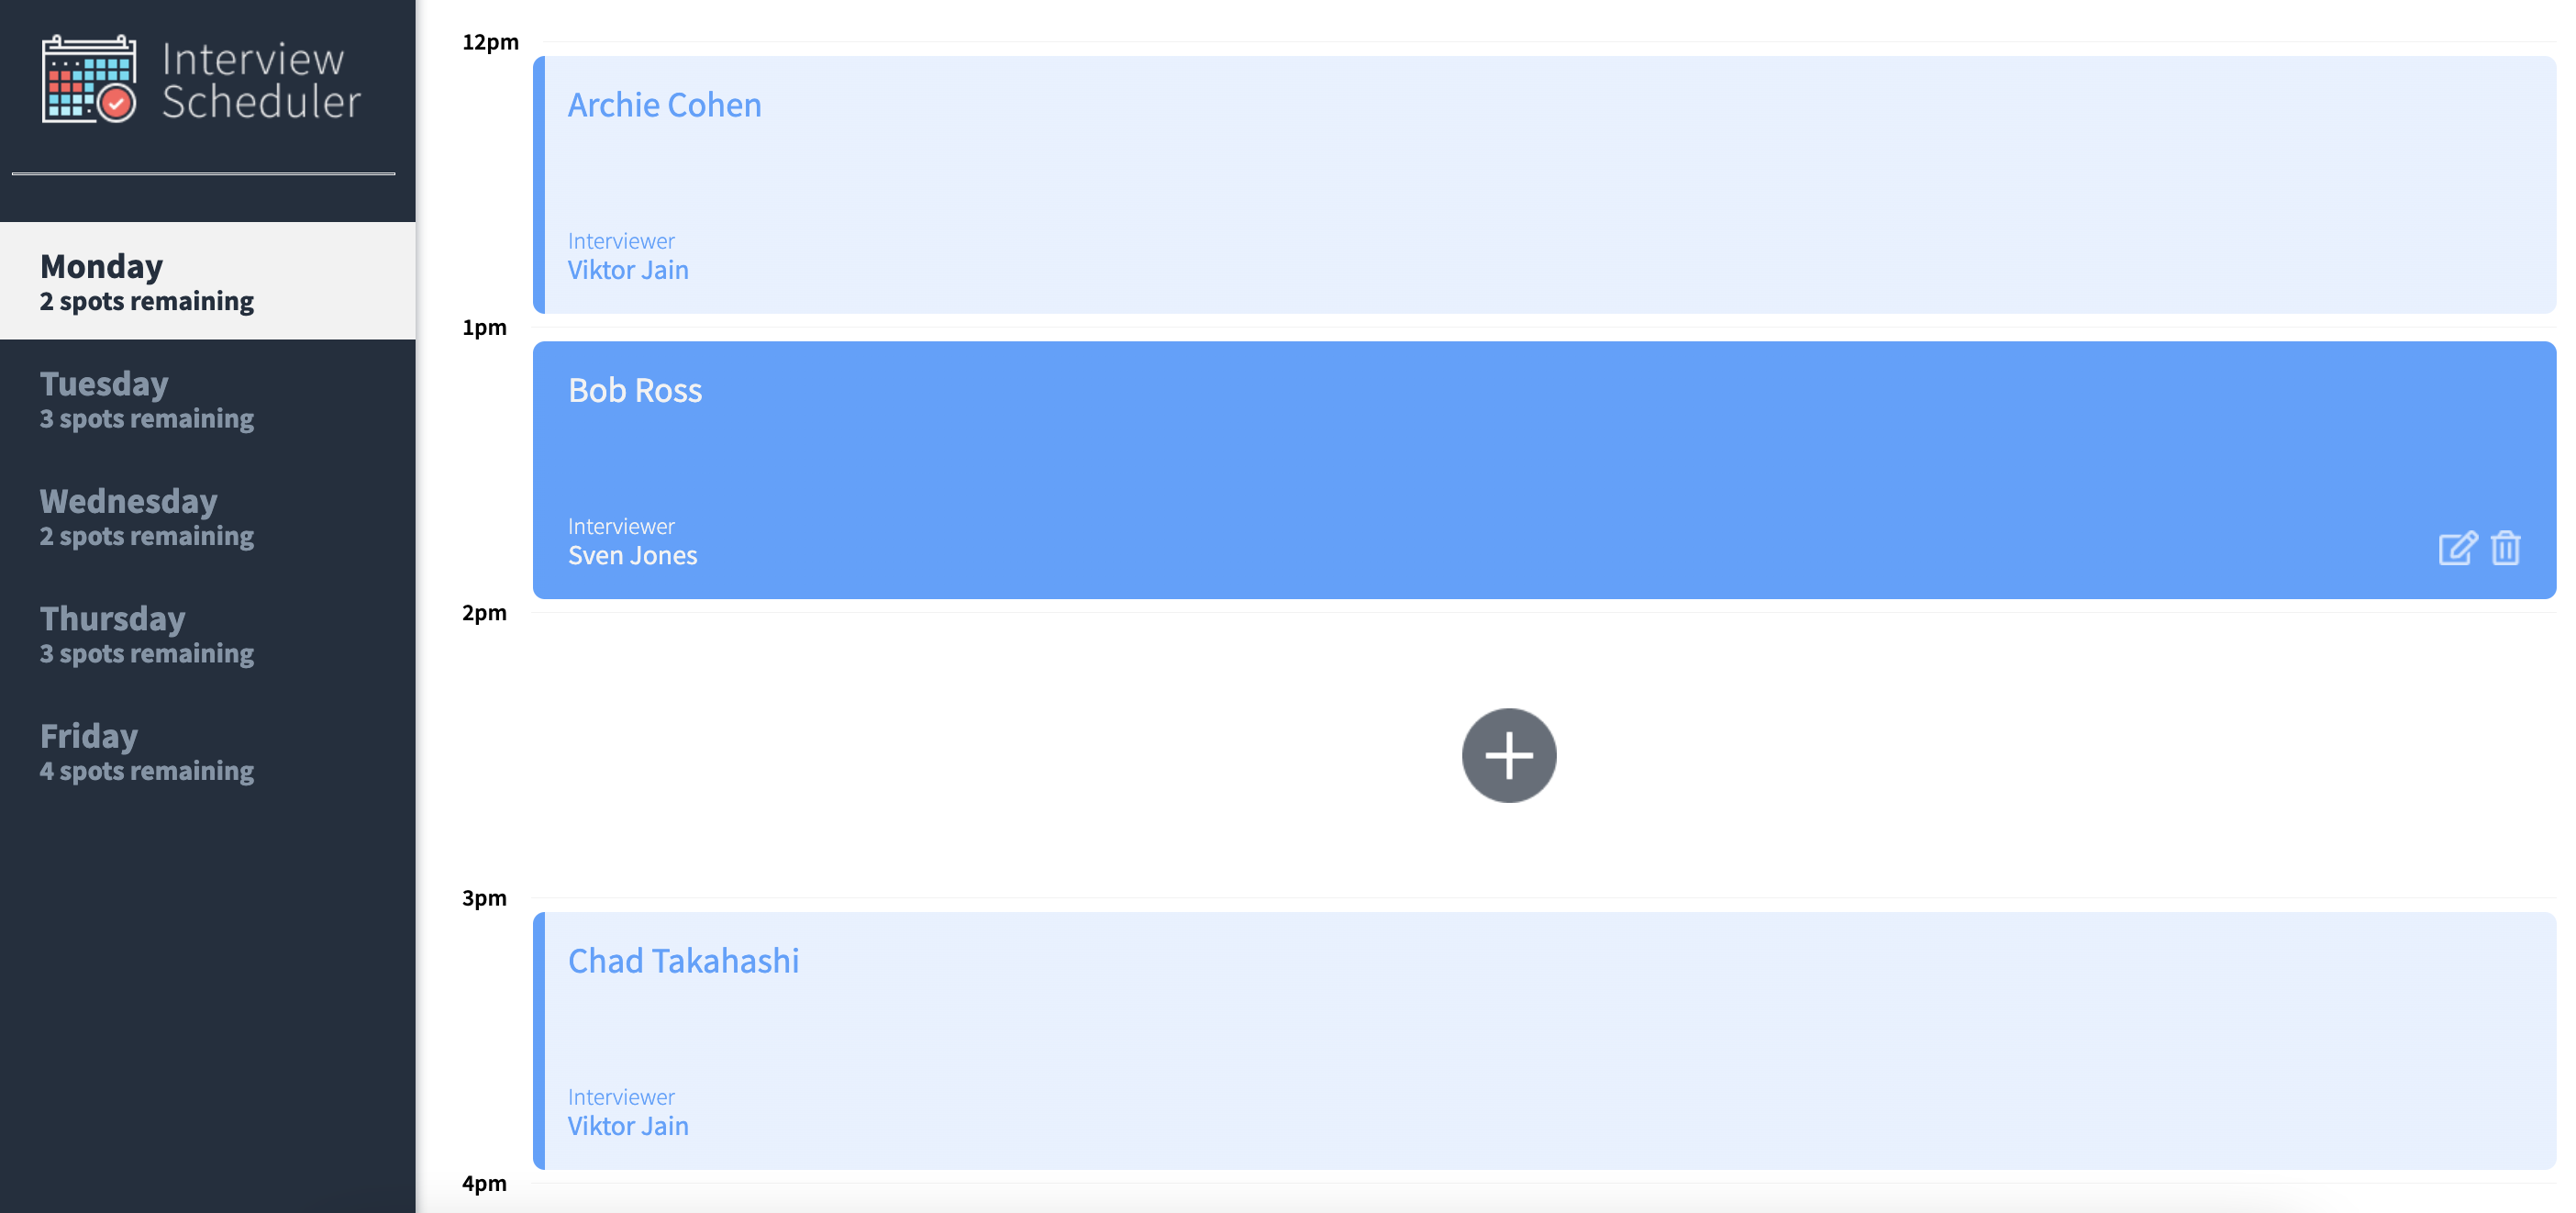 Interview
Scheduler
Monday
2 spots remaining
Tuesday
3 spots remaining
Wednesday
2 spots remaining
Thursday
3 spots remaining
Friday
4 spots remaining
12pm
Archie Cohen
Interviewer
Viktor Jain
1pm
Bob Ross
Interviewer
Sven Jones
2pm
3pm
Chad Takahashi
Interviewer
Viktor Jain
4pm